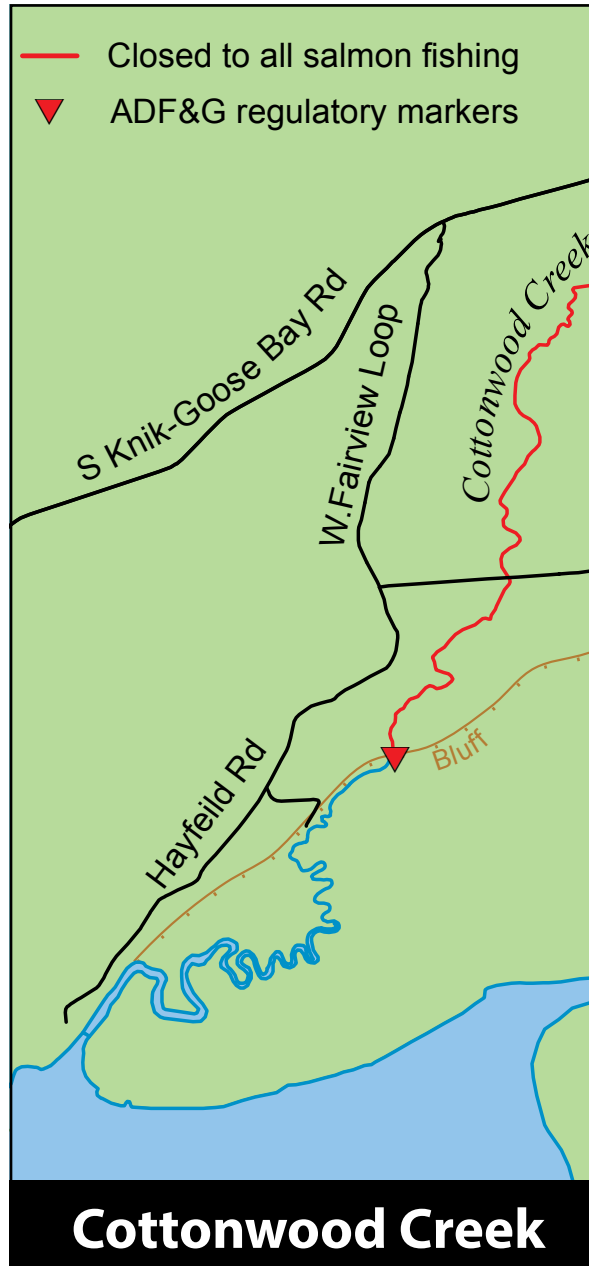 Closed to all salmon fishing
ADF&G regulatory markers
S Knik-Goose Bay Rd
W.Fairview Loop
Cottonwood Creek
Bluff
Hayfeild Rd
Cottonwood Creek